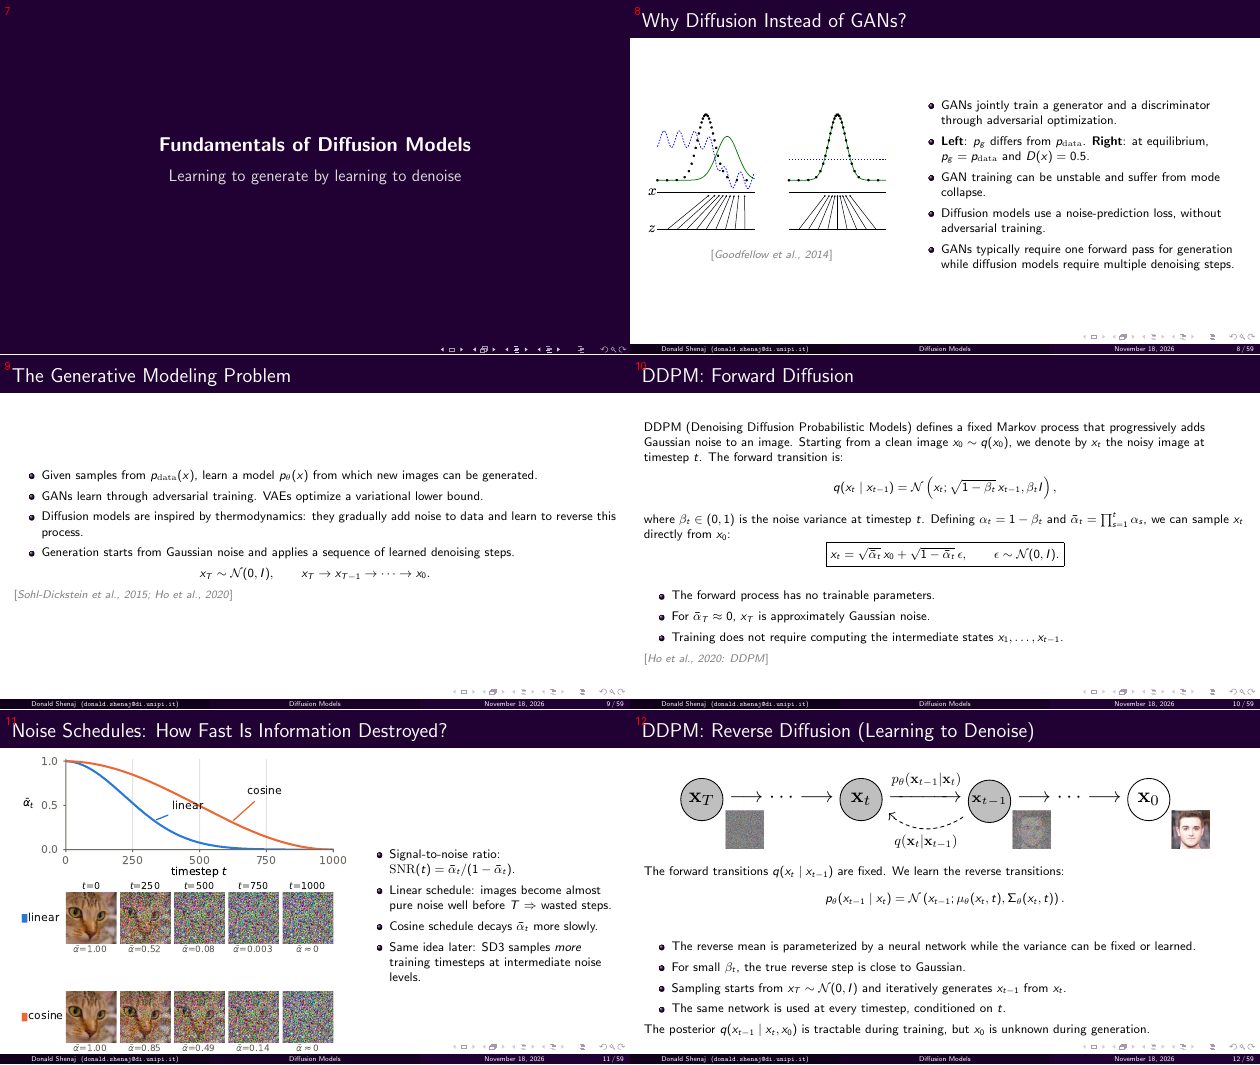 7
Fundamentals of Diffusion Models
Learning to generate by learning to denoise
8
Why Diffusion Instead of GANs?
x
z
[Goodfellow et al., 2014]
GANs jointly train a generator and a discriminator
through adversarial optimization.
Left: p_g differs from p_data. Right: at equilibrium,
p_g = p_data and D(x) = 0.5.
GAN training can be unstable and suffer from mode
collapse.
Diffusion models use a noise-prediction loss, without
adversarial training.
GANs typically require one forward pass for generation
while diffusion models require multiple denoising steps.
Donald Shenaj (donald.shenaj@di.unipi.it) Diffusion Models November 18, 2026 8 / 59
9
The Generative Modeling Problem
Given samples from p_data(x), learn a model p_θ(x) from which new images can be generated.
GANs learn through adversarial training. VAEs optimize a variational lower bound.
Diffusion models are inspired by thermodynamics: they gradually add noise to data and learn to reverse this
process.
Generation starts from Gaussian noise and applies a sequence of learned denoising steps.
x_T ∼ N(0, I), x_T → x_{T−1} → · · · → x_0.
[Sohl-Dickstein et al., 2015; Ho et al., 2020]
Donald Shenaj (donald.shenaj@di.unipi.it) Diffusion Models November 18, 2026 9 / 59
10
DDPM: Forward Diffusion
DDPM (Denoising Diffusion Probabilistic Models) defines a fixed Markov process that progressively adds
Gaussian noise to an image. Starting from a clean image x_0 ∼ q(x_0), we denote by x_t the noisy image at
timestep t. The forward transition is:
q(x_t | x_{t−1}) = N (x_t; √(1 − β_t) x_{t−1}, β_t I),
where β_t ∈ (0, 1) is the noise variance at timestep t. Defining α_t = 1 − β_t and ᾱ_t = ∏_{s=1}^t α_s, we can sample x_t
directly from x_0:
x_t = √ᾱ_t x_0 + √(1 − ᾱ_t) ϵ, ϵ ∼ N(0, I).
The forward process has no trainable parameters.
For ᾱ_T ≈ 0, x_T is approximately Gaussian noise.
Training does not require computing the intermediate states x_1, . . . , x_{t−1}.
[Ho et al., 2020: DDPM]
Donald Shenaj (donald.shenaj@di.unipi.it) Diffusion Models November 18, 2026 10 / 59
11
Noise Schedules: How Fast Is Information Destroyed?
1.0
ᾱ_t 0.5
0.0
linear
cosine
0 250 500 750 1000
timestep t
t=0 t=250 t=500 t=750 t=1000
linear
ᾱ=1.00 ᾱ=0.52 ᾱ=0.08 ᾱ=0.003 ᾱ≈0
cosine
ᾱ=1.00 ᾱ=0.85 ᾱ=0.49 ᾱ=0.14 ᾱ≈0
Signal-to-noise ratio:
SNR(t) = ᾱ_t/(1 − ᾱ_t).
Linear schedule: images become almost
pure noise well before T ⇒ wasted steps.
Cosine schedule decays ᾱ_t more slowly.
Same idea later: SD3 samples more
training timesteps at intermediate noise
levels.
Donald Shenaj (donald.shenaj@di.unipi.it) Diffusion Models November 18, 2026 11 / 59
12
DDPM: Reverse Diffusion (Learning to Denoise)
p_θ(x_{t−1}|x_t)
x_T → · · · → x_t → x_{t−1} → · · · → x_0
q(x_t|x_{t−1})
The forward transitions q(x_t | x_{t−1}) are fixed. We learn the reverse transitions:
p_θ(x_{t−1} | x_t) = N (x_{t−1}; μ_θ(x_t, t), Σ_θ(x_t, t)) .
The reverse mean is parameterized by a neural network while the variance can be fixed or learned.
For small β_t, the true reverse step is close to Gaussian.
Sampling starts from x_T ∼ N(0, I) and iteratively generates x_{t−1} from x_t.
The same network is used at every timestep, conditioned on t.
The posterior q(x_{t−1} | x_t, x_0) is tractable during training, but x_0 is unknown during generation.
Donald Shenaj (donald.shenaj@di.unipi.it) Diffusion Models November 18, 2026 12 / 59